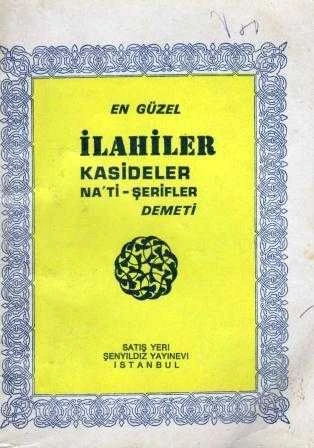 EN GÜZEL
İLAHİLER
KASİDELER
NA'Tİ - ŞERİFLER
DEMETİ
SATIŞ YERİ
ŞENYILDIZ YAYINEVİ
İSTANBUL